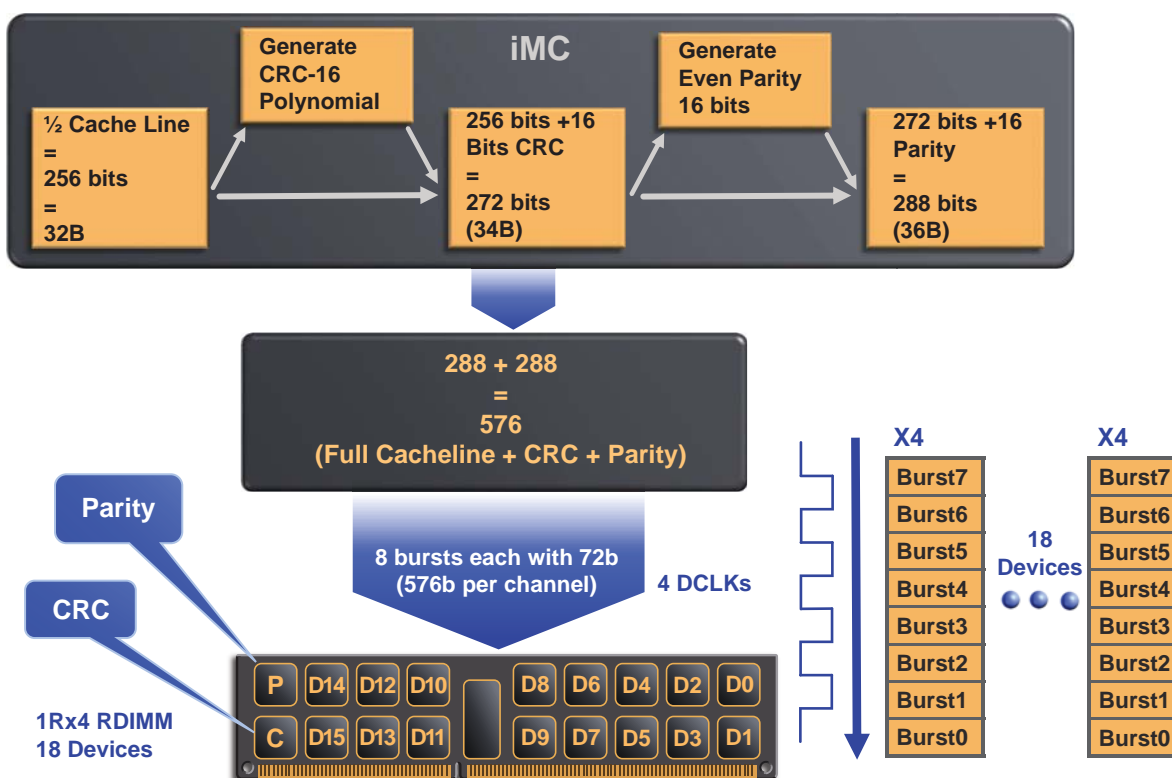 iMC
½ Cache Line
=
256 bits
=
32B
Generate
CRC-16
Polynomial
256 bits +16
Bits CRC
=
272 bits
(34B)
Generate
Even Parity
16 bits
272 bits +16
Parity
=
288 bits
(36B)
288 + 288
=
576
(Full Cacheline + CRC + Parity)
8 bursts each with 72b
(576b per channel)
4 DCLKs
Parity
CRC
1Rx4 RDIMM
18 Devices
P D14 D12 D10 D8 D6 D4 D2 D0
C D15 D13 D11 D9 D7 D5 D3 D1
X4
Burst7
Burst6
Burst5
Burst4
Burst3
Burst2
Burst1
Burst0
18
Devices
X4
Burst7
Burst6
Burst5
Burst4
Burst3
Burst2
Burst1
Burst0